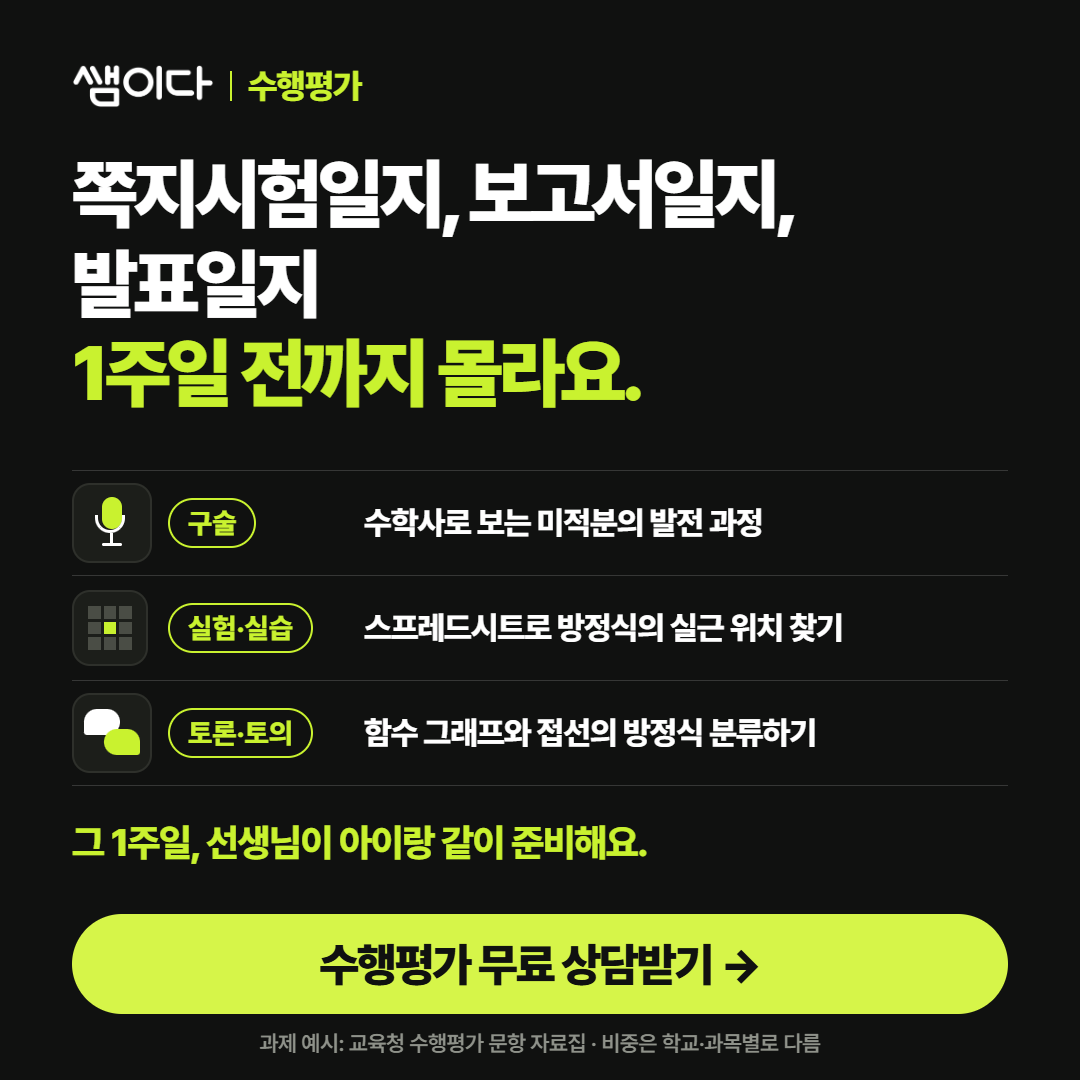 쌤이다 | 수행평가
쪽지시험일지, 보고서일지,
발표일지
1주일 전까지 몰라요.
구술 수학사로 보는 미적분의 발전 과정
실험·실습 스프레드시트로 방정식의 실근 위치 찾기
토론·토의 함수 그래프와 접선의 방정식 분류하기
그 1주일, 선생님이 아이랑 같이 준비해요.
수행평가 무료 상담받기 →
과제 예시: 교육청 수행평가 문항 자료집 · 비중은 학교·과목별로 다름